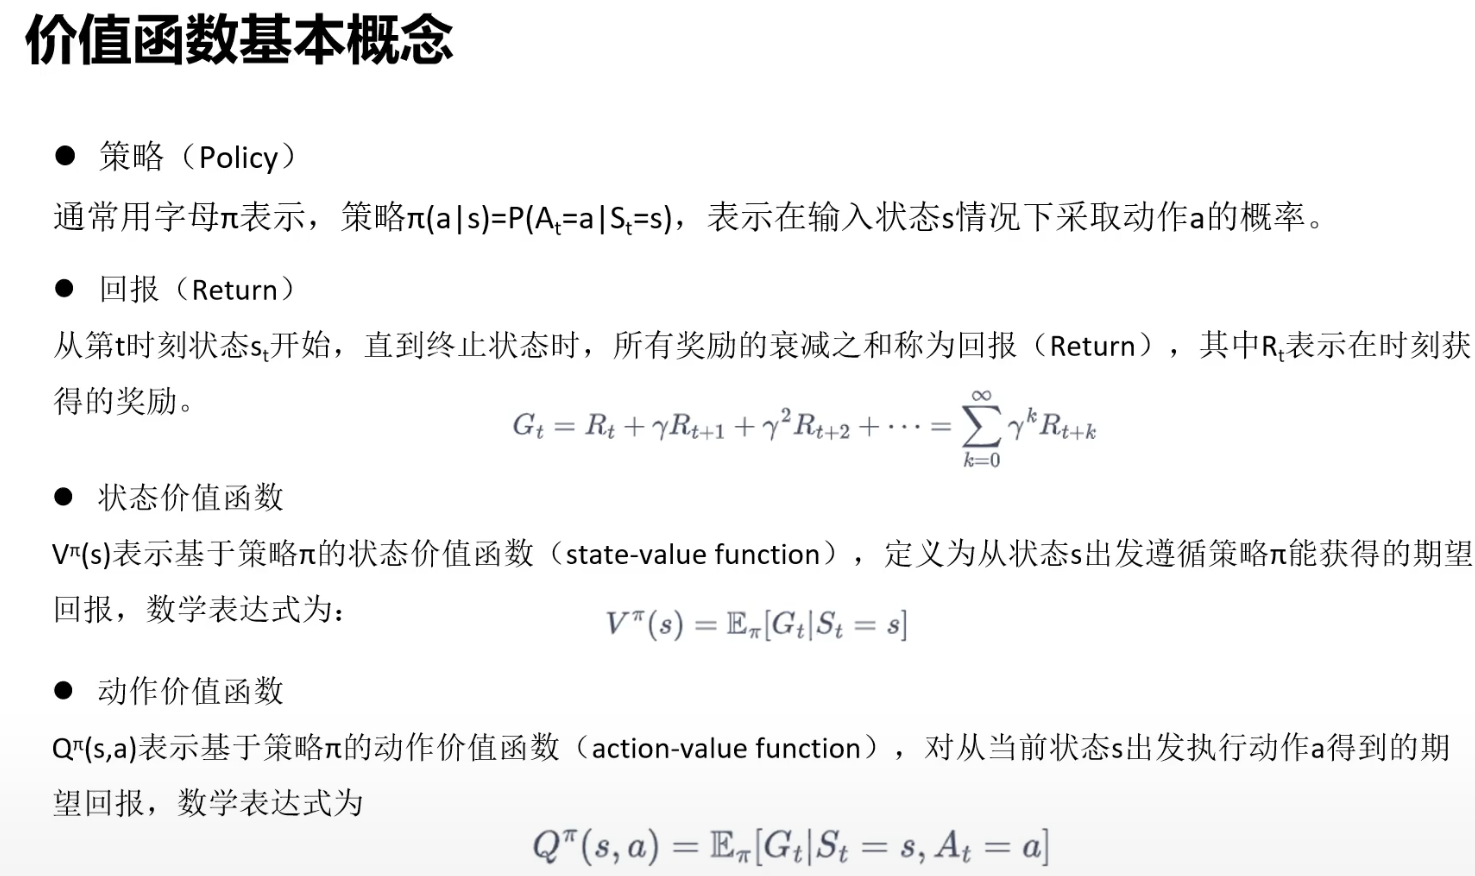 价值函数基本概念
● 策略（Policy）
通常用字母π表示，策略π(a|s)=P(Aₜ=a|Sₜ=s)，表示在输入状态s情况下采取动作a的概率。
● 回报（Return）
从第t时刻状态sₜ开始，直到终止状态时，所有奖励的衰减之和称为回报（Return），其中Rₜ表示在时刻获
得的奖励。
$G_t = R_t + \gamma R_{t+1} + \gamma^2 R_{t+2} + \cdots = \sum_{k=0}^{\infty} \gamma^k R_{t+k}$
● 状态价值函数
Vπ(s)表示基于策略π的状态价值函数（state-value function），定义为从状态s出发遵循策略π能获得的期望
回报，数学表达式为：
$V^\pi(s) = \mathbb{E}_\pi[G_t|S_t = s]$
● 动作价值函数
Qπ(s,a)表示基于策略π的动作价值函数（action-value function），对从当前状态s出发执行动作a得到的期
望回报，数学表达式为
$Q^\pi(s, a) = \mathbb{E}_\pi[G_t|S_t = s, A_t = a]$